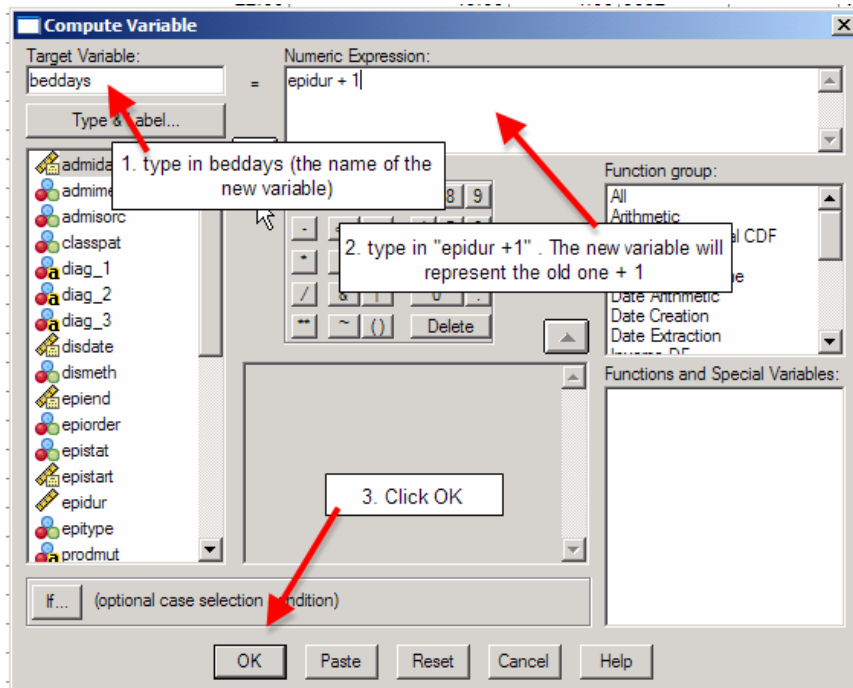 Compute Variable
Target Variable:
beddays
=
Numeric Expression:
epidur + 1
Type & Label...
1. type in beddays (the name of the
new variable)
2. type in "epidur +1" . The new variable will
represent the old one + 1
admime
admisorc
classpat
diag_1
diag_2
diag_3
disdate
dismeth
epiend
epiorder
epistat
epistart
epidur
epitype
prodmut
8 9
-
*
/ &
** ~ () Delete
Function group:
All
Arithmetic
CDF
Date Arithmetic
Date Creation
Date Extraction
Functions and Special Variables:
3. Click OK
If... (optional case selection condition)
OK Paste Reset Cancel Help